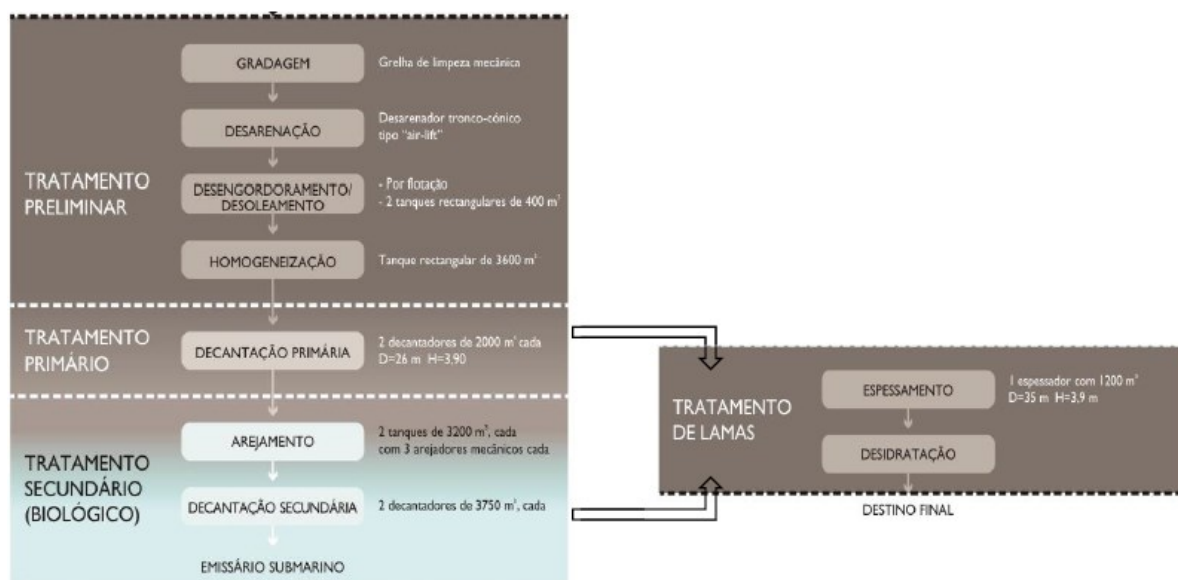 GRADAGEM
Grelha de limpeza mecânica
DESARENAÇÃO
Desarenador tronco-cónico
tipo "air-lift"
TRATAMENTO
PRELIMINAR
DESENGORDORAMENTO/
DESOLEAMENTO
- Por flotação
- 2 tanques rectangulares de 400 m³
HOMOGENEIZAÇÃO
Tanque rectangular de 3600 m³
TRATAMENTO
PRIMÁRIO
DECANTAÇÃO PRIMÁRIA
2 decantadores de 2000 m³ cada
D=26 m H=3,90
TRATAMENTO
SECUNDÁRIO
(BIOLÓGICO)
AREJAMENTO
2 tanques de 3200 m³, cada
com 3 arejadores mecânicos cada
DECANTAÇÃO SECUNDÁRIA
2 decantadores de 3750 m³, cada
EMISSÁRIO SUBMARINO
TRATAMENTO
DE LAMAS
ESPESSAMENTO
1 espessador com 1200 m³
D=35 m H=3,9 m
DESIDRATAÇÃO
DESTINO FINAL